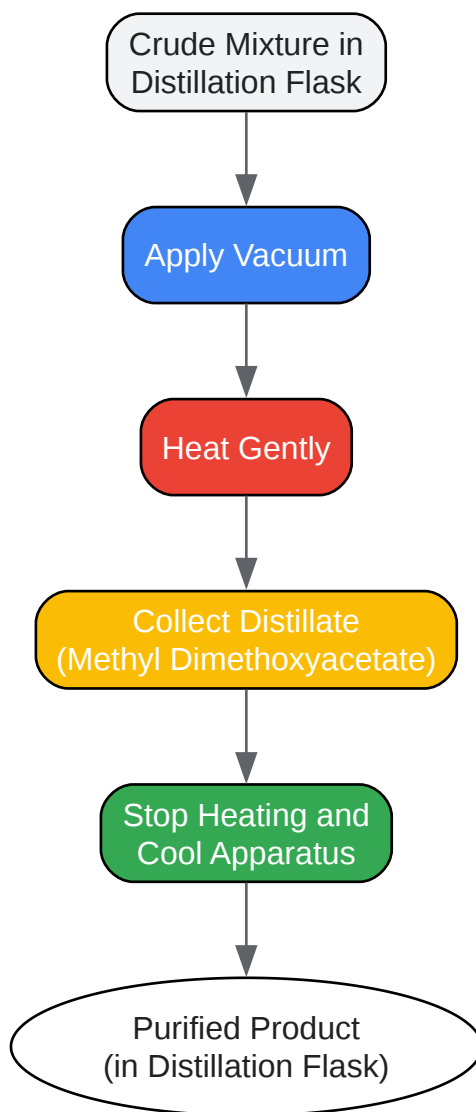 Crude Mixture in
Distillation Flask
Apply Vacuum
Heat Gently
Collect Distillate
(Methyl Dimethoxyacetate)
Stop Heating and
Cool Apparatus
Purified Product
(in Distillation Flask)